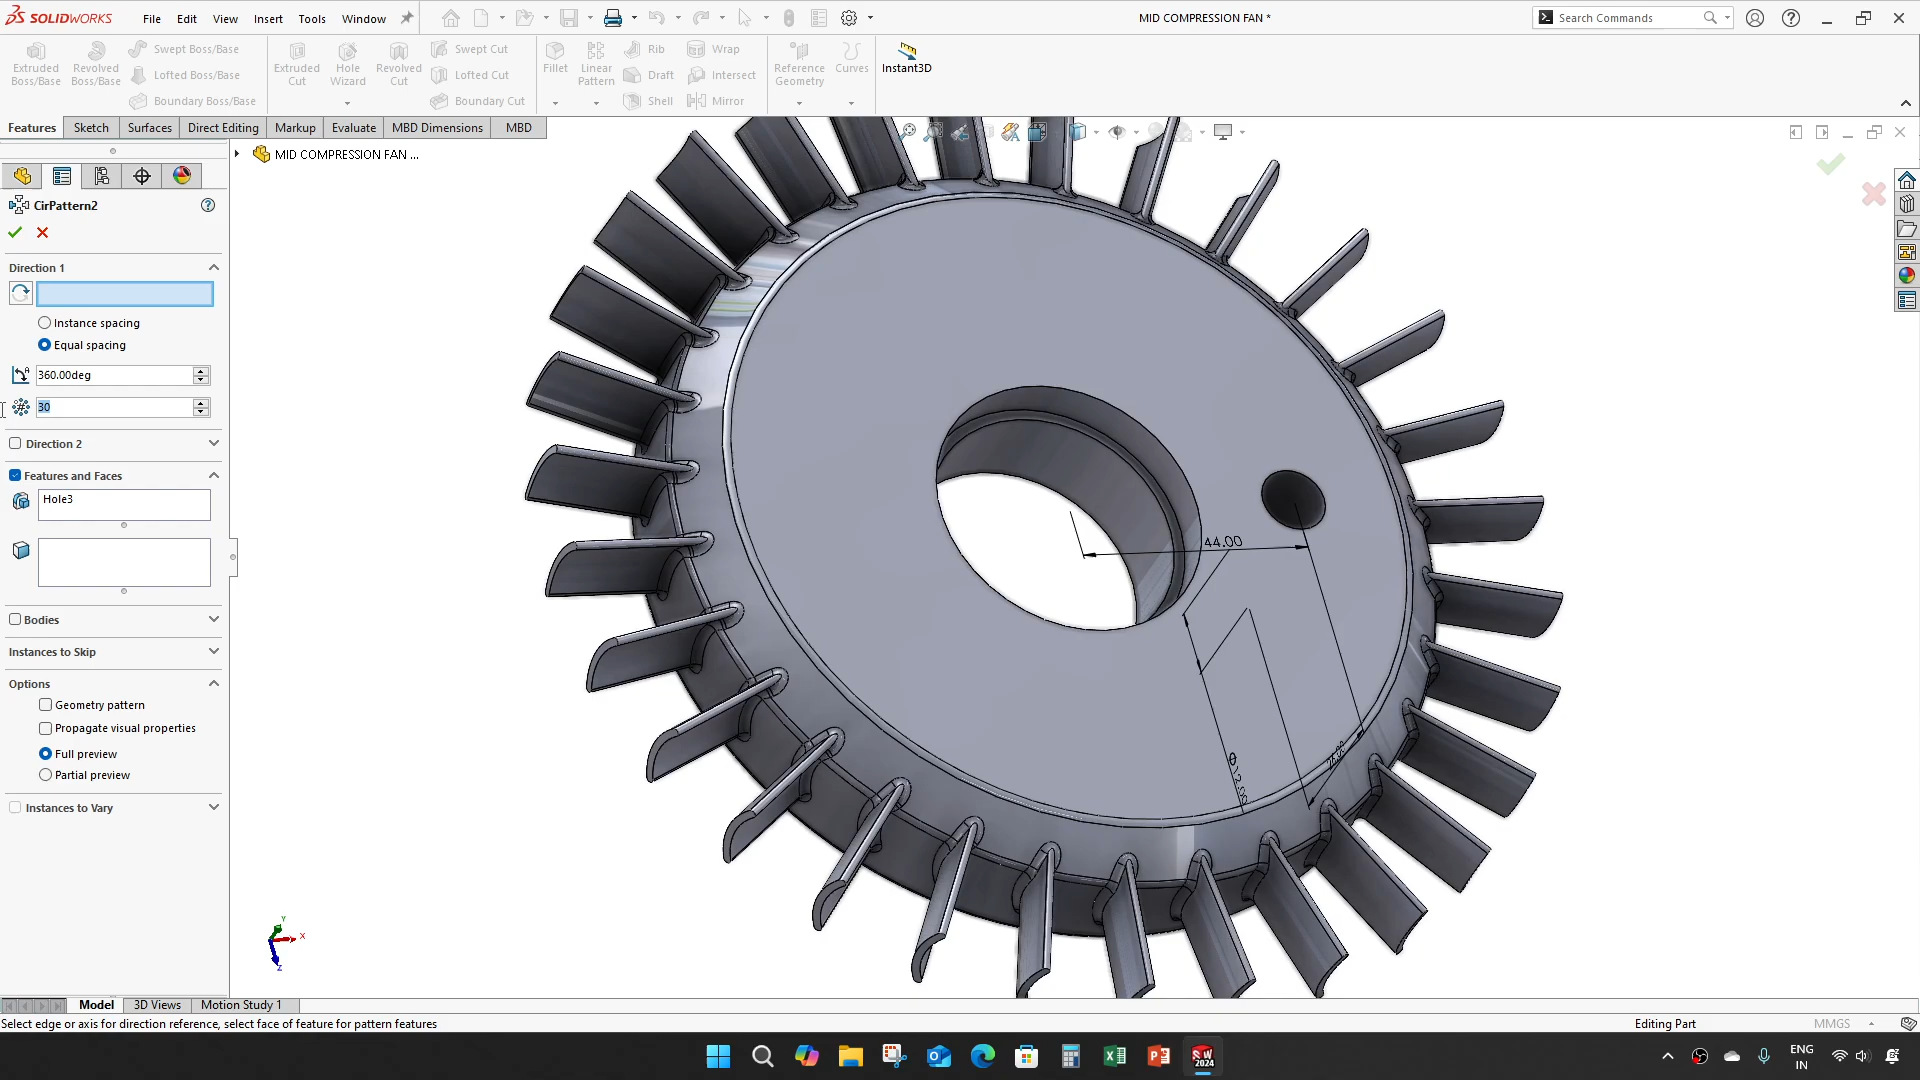 SOLIDWORKS
File Edit View Insert Tools Window
MID COMPRESSION FAN *
Search Commands
Extruded Boss/Base
Revolved Boss/Base
Swept Boss/Base
Lofted Boss/Base
Boundary Boss/Base
Extruded Cut
Hole Wizard
Revolved Cut
Swept Cut
Lofted Cut
Boundary Cut
Fillet
Linear Pattern
Rib
Draft
Shell
Wrap
Intersect
Mirror
Reference Geometry
Curves
Instant3D
Features Sketch Surfaces Direct Editing Markup Evaluate MBD Dimensions MBD
MID COMPRESSION FAN ...
CirPattern2
Direction 1
Instance spacing
Equal spacing
360.00deg
30
Direction 2
Features and Faces
Hole3
Bodies
Instances to Skip
Options
Geometry pattern
Propagate visual properties
Full preview
Partial preview
Instances to Vary
44.00
Y
X
Z
Model 3D Views Motion Study 1
Select edge or axis for direction reference, select face of feature for pattern features
Editing Part
MMGS
SW
2024
ENG
IN